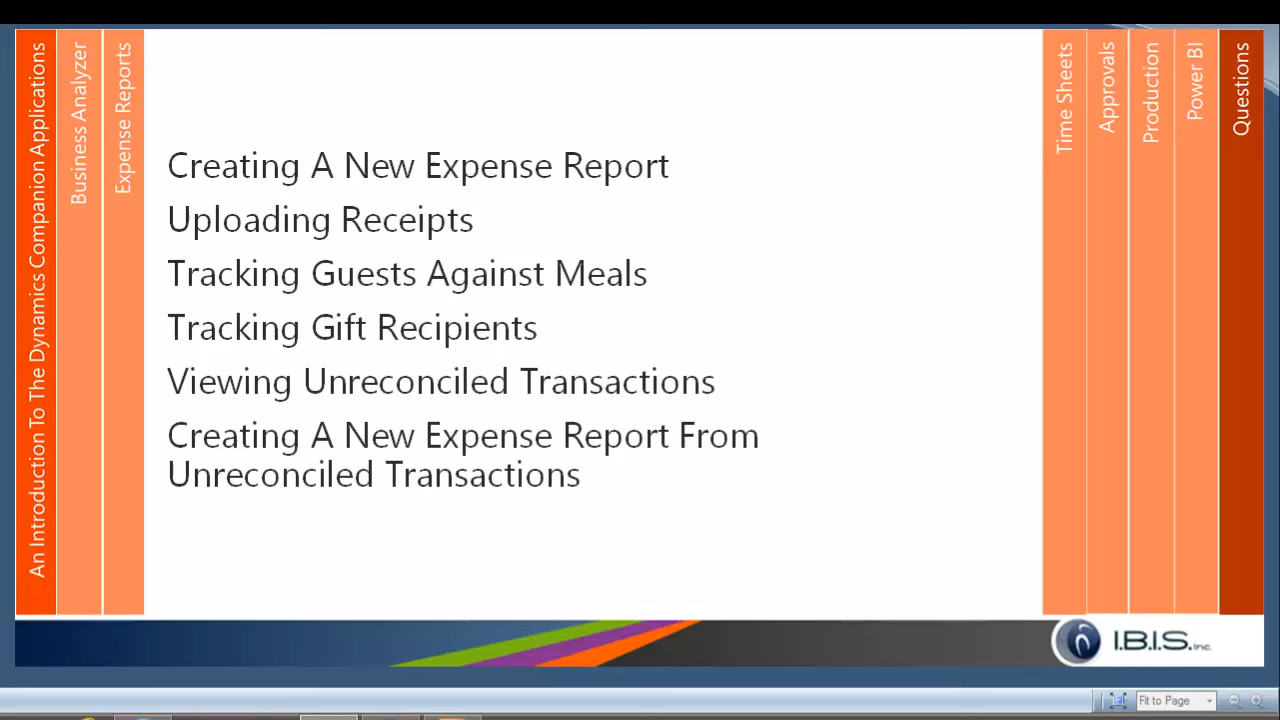 An Introduction To The Dynamics Companion Applications
Business Analyzer
Expense Reports
Creating A New Expense Report
Uploading Receipts
Tracking Guests Against Meals
Tracking Gift Recipients
Viewing Unreconciled Transactions
Creating A New Expense Report From
Unreconciled Transactions
Time Sheets
Approvals
Production
Power BI
Questions
I.B.I.S. Inc.
Fit to Page